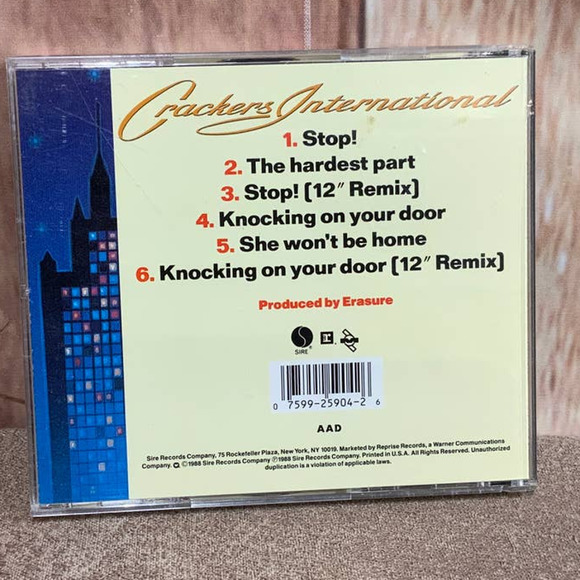 Crackers International
1. Stop!
2. The hardest part
3. Stop! (12" Remix)
4. Knocking on your door
5. She won't be home
6. Knocking on your door (12" Remix)
Produced by Erasure
SIRE®
0 7599-25904-2 6
AAD
Sire Records Company, 75 Rockefeller Plaza, New York, NY 10019. Marketed by Reprise Records, a Warner Communications
Company. ©1988 Sire Records Company ℗1988 Sire Records Company. Printed in U.S.A. All Rights Reserved. Unauthorized
duplication is a violation of applicable laws.